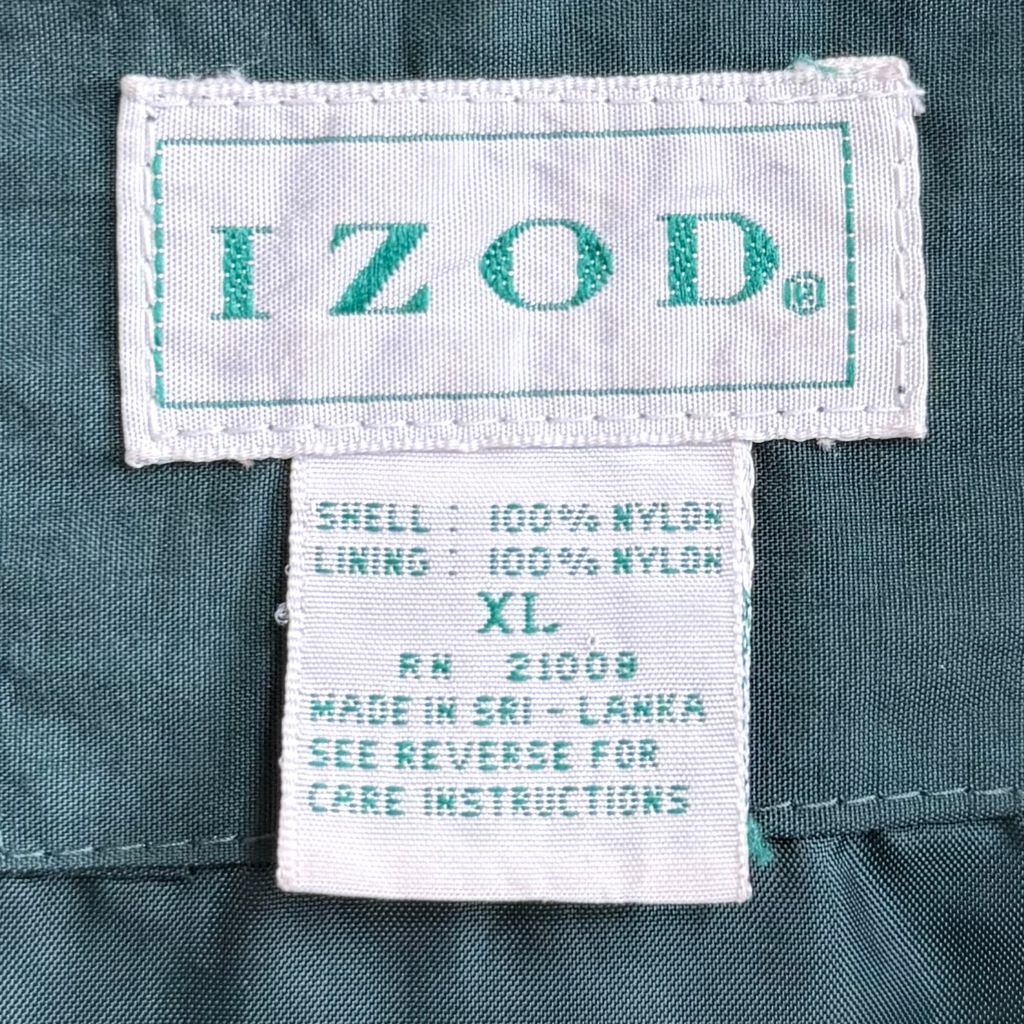 IZOD®
SHELL : 100% NYLON
LINING : 100% NYLON
XL
RN 21008
MADE IN SRI - LANKA
SEE REVERSE FOR
CARE INSTRUCTIONS